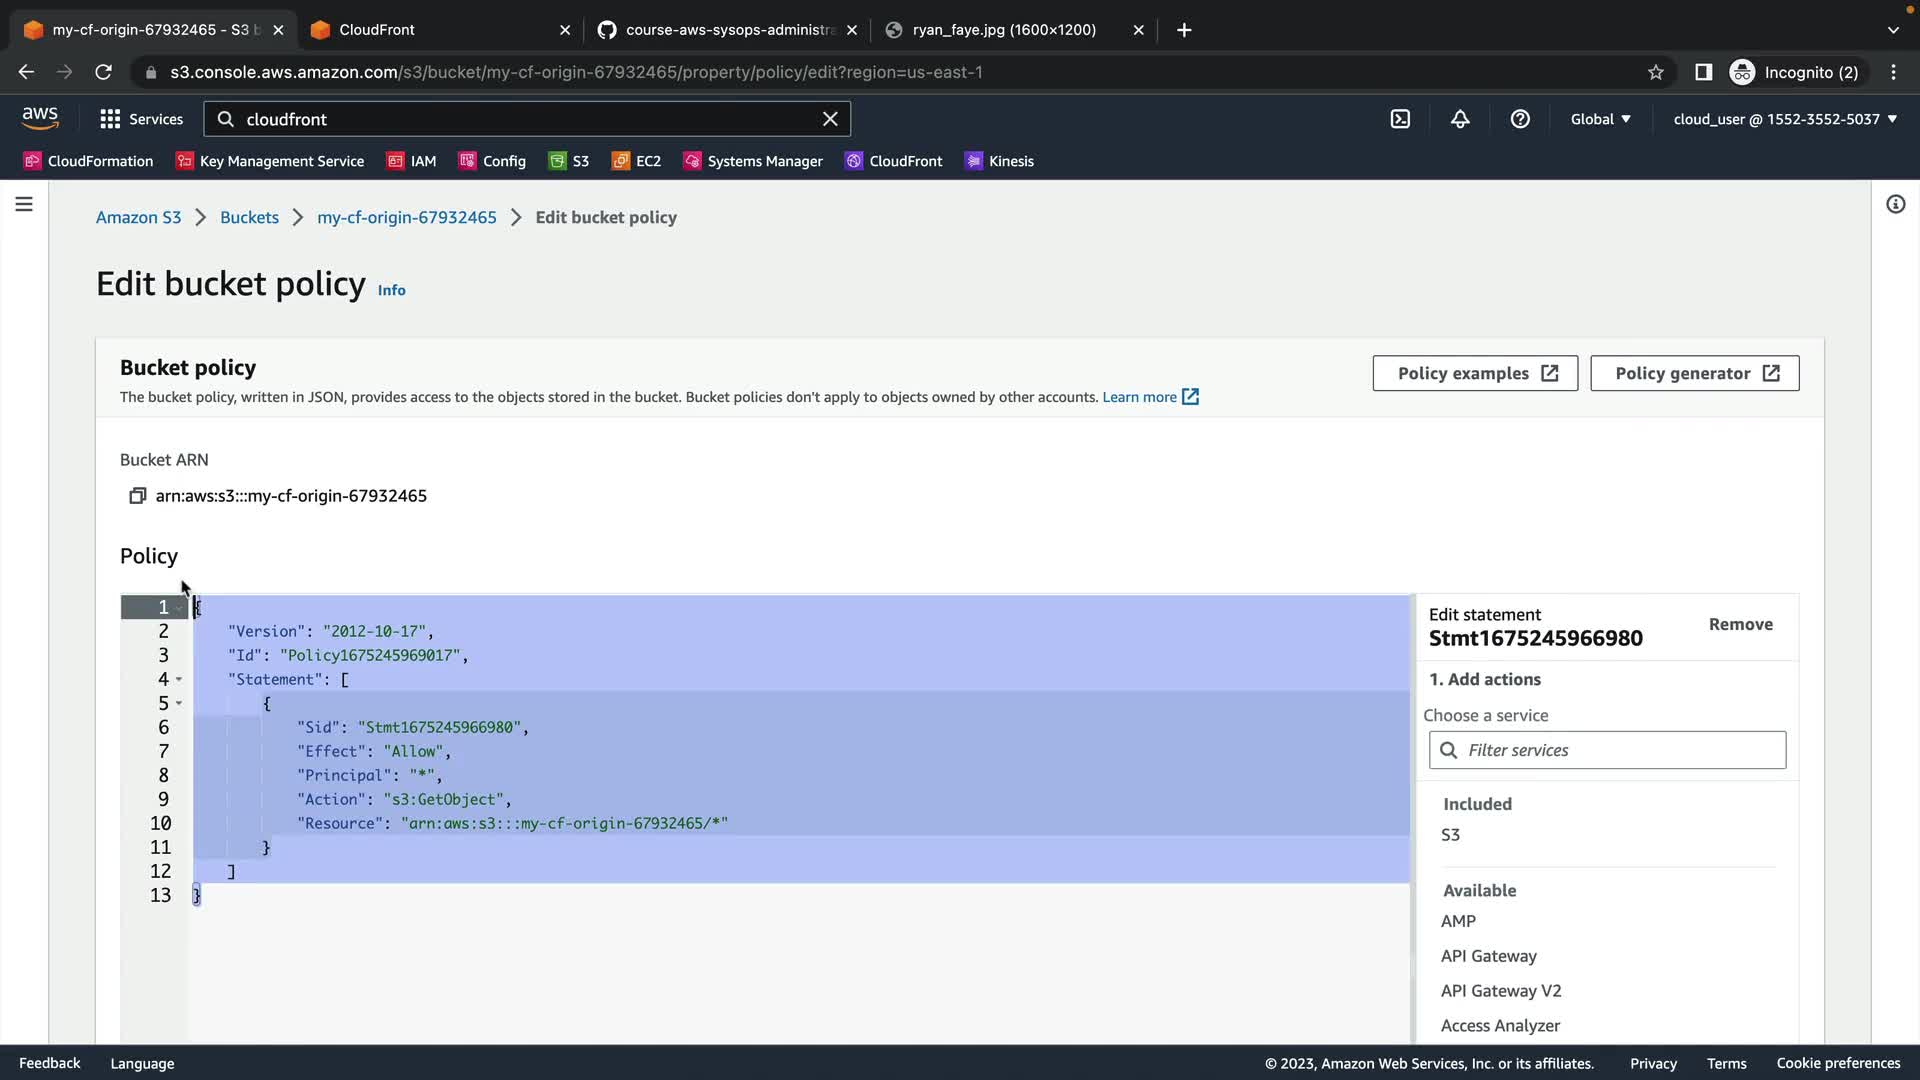 my-cf-origin-67932465 - S3 b
CloudFront
course-aws-sysops-administra
ryan_faye.jpg (1600×1200)
s3.console.aws.amazon.com/s3/bucket/my-cf-origin-67932465/property/policy/edit?region=us-east-1
Incognito (2)
aws
Services
cloudfront
Global
cloud_user @ 1552-3552-5037
CloudFormation
Key Management Service
IAM
Config
S3
EC2
Systems Manager
CloudFront
Kinesis
Amazon S3 > Buckets > my-cf-origin-67932465 > Edit bucket policy
Edit bucket policy Info
Bucket policy
The bucket policy, written in JSON, provides access to the objects stored in the bucket. Bucket policies don't apply to objects owned by other accounts. Learn more
Policy examples
Policy generator
Bucket ARN
arn:aws:s3:::my-cf-origin-67932465
Policy
1 {
2 "Version": "2012-10-17",
3 "Id": "Policy1675245969017",
4 "Statement": [
5 {
6 "Sid": "Stmt1675245966980",
7 "Effect": "Allow",
8 "Principal": "*",
9 "Action": "s3:GetObject",
10 "Resource": "arn:aws:s3:::my-cf-origin-67932465/*"
11 }
12 ]
13 }
Edit statement
Stmt1675245966980
Remove
1. Add actions
Choose a service
Filter services
Included
S3
Available
AMP
API Gateway
API Gateway V2
Access Analyzer
Feedback
Language
© 2023, Amazon Web Services, Inc. or its affiliates.
Privacy
Terms
Cookie preferences